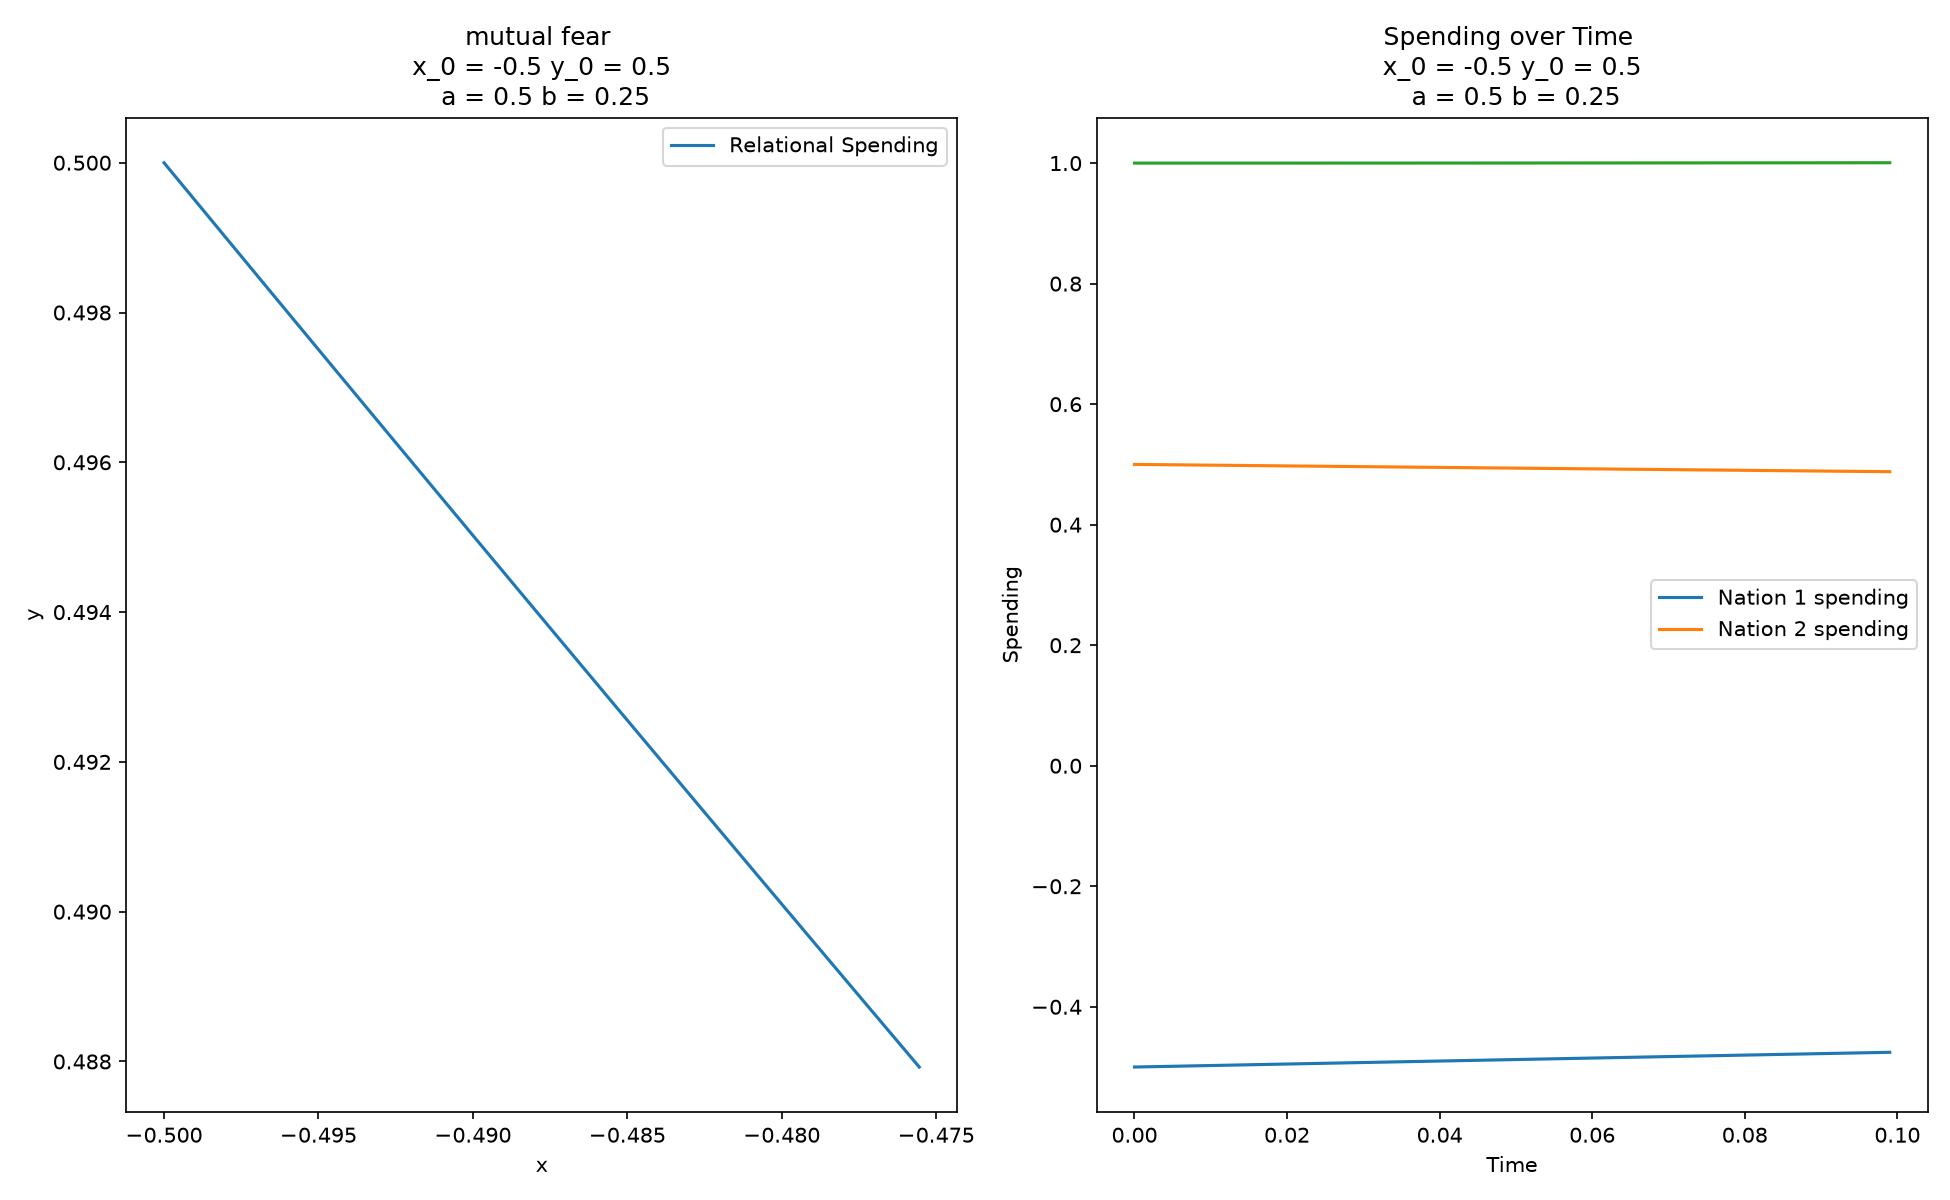 mutual fear
x_0 = -0.5 y_0 = 0.5
a = 0.5 b = 0.25
Relational Spending
0.500
0.498
0.496
0.494
0.492
0.490
0.488
y
−0.500 −0.495 −0.490 −0.485 −0.480 −0.475
x
Spending over Time
x_0 = -0.5 y_0 = 0.5
a = 0.5 b = 0.25
1.0
0.8
0.6
0.4
0.2
0.0
−0.2
−0.4
Spending
Nation 1 spending
Nation 2 spending
0.00 0.02 0.04 0.06 0.08 0.10
Time